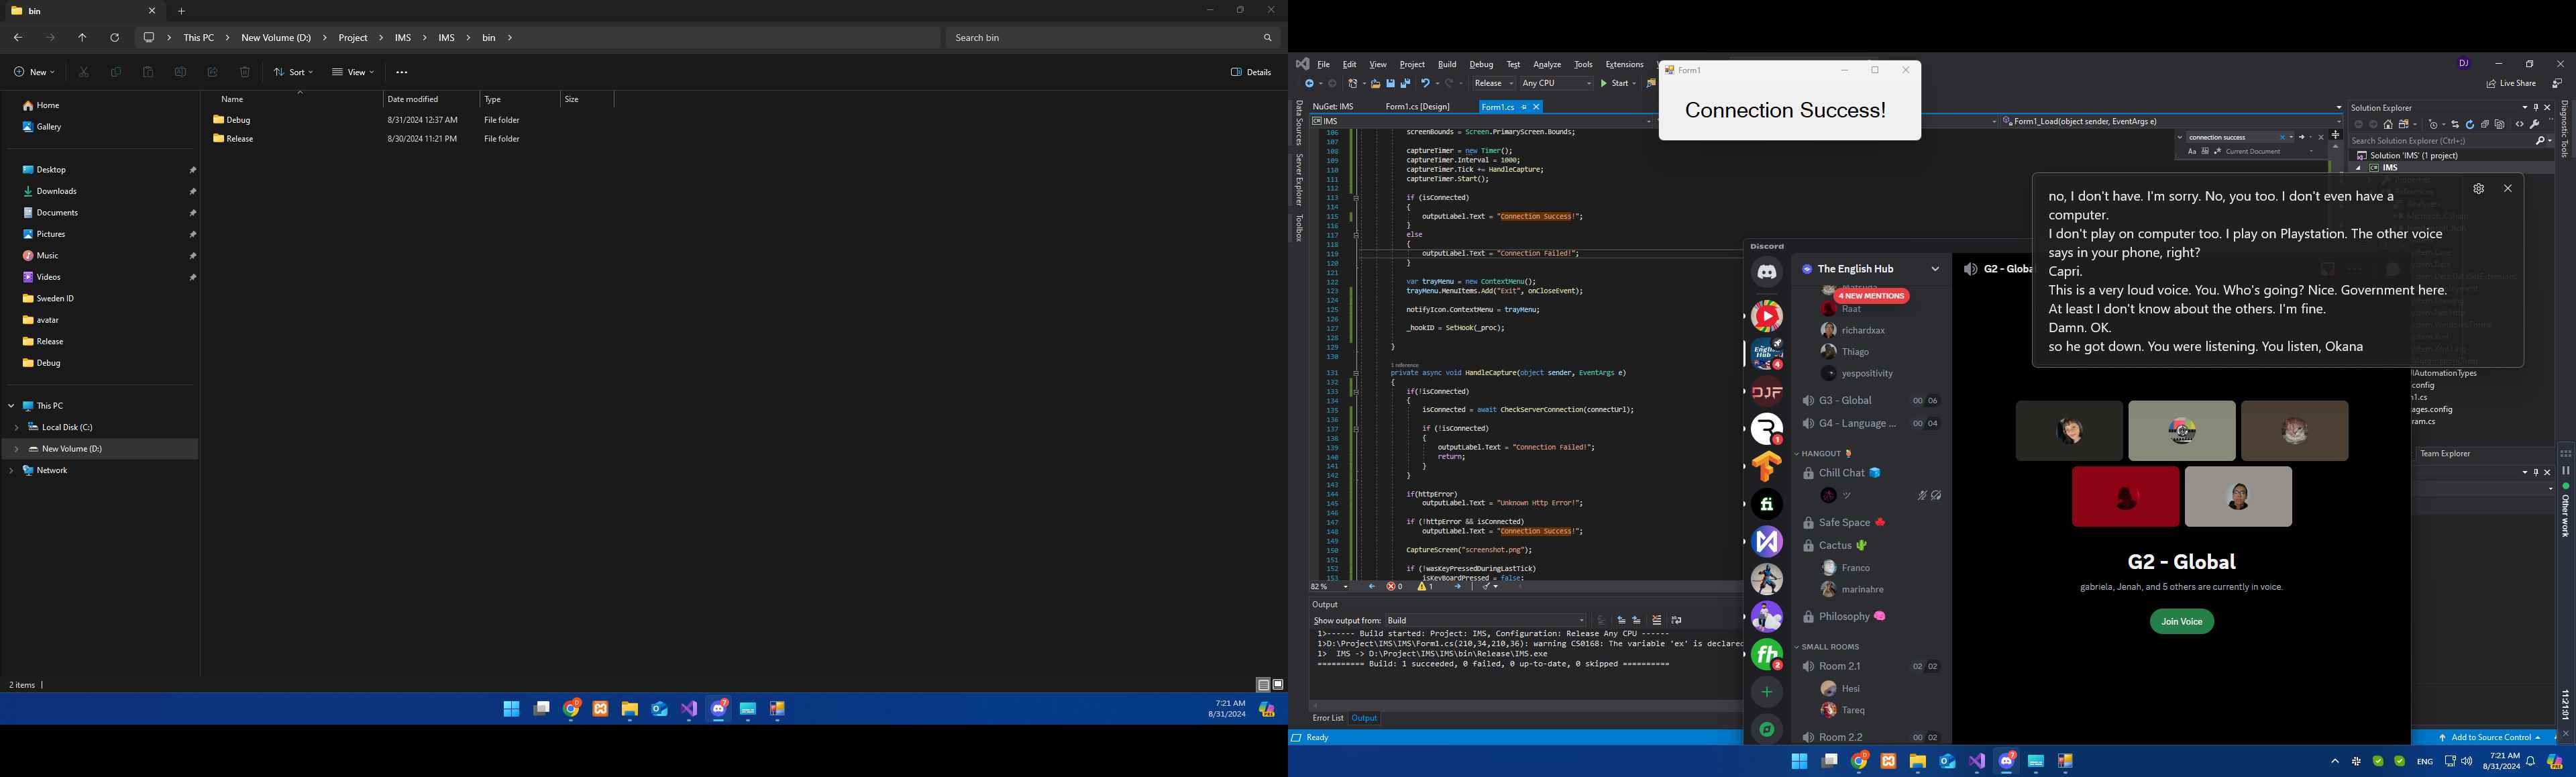 bin
This PC > New Volume (D:) > Project > IMS > IMS > bin >
Search bin
New
Sort
View
Details
Home
Gallery
Desktop
Downloads
Documents
Pictures
Music
Videos
Sweden ID
avatar
Release
Debug
This PC
Local Disk (C:)
New Volume (D:)
Network
Name Date modified Type Size
Debug 8/31/2024 12:37 AM File folder
Release 8/30/2024 11:21 PM File folder
2 items
7:21 AM
8/31/2024
File Edit View Project Build Debug Test Analyze Tools Extensions
DJ
Release Any CPU Start
Live Share
Form1
Connection Success!
NuGet: IMS Form1.cs [Design] Form1.cs
IMS
Form1_Load(object sender, EventArgs e)
Data Sources
Server Explorer
Toolbox
106 screenBounds = Screen.PrimaryScreen.Bounds;
107
108 captureTimer = new Timer();
109 captureTimer.Interval = 1000;
110 captureTimer.Tick += HandleCapture;
111 captureTimer.Start();
112
113 if (isConnected)
114 {
115 outputLabel.Text = "Connection Success!";
116 }
117 else
118 {
119 outputLabel.Text = "Connection Failed!";
120 }
121
122 var trayMenu = new ContextMenu();
123 trayMenu.MenuItems.Add("Exit", onCloseEvent);
124
125 notifyIcon.ContextMenu = trayMenu;
126
127 _hookID = SetHook(_proc);
128
129 }
130
1 reference
131 private async void HandleCapture(object sender, EventArgs e)
132 {
133 if(!isConnected)
134 {
135 isConnected = await CheckServerConnection(connectUrl);
136
137 if (!isConnected)
138 {
139 outputLabel.Text = "Connection Failed!";
140 return;
141 }
142 }
143
144 if(httpError)
145 outputLabel.Text = "Unknown Http Error!";
146
147 if (!httpError && isConnected)
148 outputLabel.Text = "Connection Success!";
149
150 CaptureScreen("screenshot.png");
151
152 if (!wasKeyPressedDuringLastTick)
153 isKeyBoardPressed = false;
82 %
0
1
Output
Show output from: Build
1>------ Build started: Project: IMS, Configuration: Release Any CPU ------
1>D:\Project\IMS\IMS\Form1.cs(210,34,210,36): warning CS0168: The variable 'ex' is declared
1> IMS -> D:\Project\IMS\IMS\bin\Release\IMS.exe
========== Build: 1 succeeded, 0 failed, 0 up-to-date, 0 skipped ==========
Error List Output
Ready
connection success
Aa
Current Document
Solution Explorer
Search Solution Explorer (Ctrl+;)
Solution 'IMS' (1 project)
IMS
Diagnostic Tools
no, I don't have. I'm sorry. No, you too. I don't even have a
computer.
I don't play on computer too. I play on Playstation. The other voice
says in your phone, right?
Capri.
This is a very loud voice. You. Who's going? Nice. Government here.
At least I don't know about the others. I'm fine.
Damn. OK.
so he got down. You were listening. You listen, Okana
Discord
The English Hub
4 NEW MENTIONS
Raat
richardxax
Thiago
yespositivity
G3 - Global 00 06
G4 - Language ... 00 04
HANGOUT
Chill Chat
ツ
Safe Space
Cactus
Franco
marinahre
Philosophy
SMALL ROOMS
Room 2.1 02 02
Hesi
Tareq
Room 2.2 00 02
G2 - Global
gabriela, Jenah, and 5 others are currently in voice.
Join Voice
Team Explorer
Other work
11:21:01
Add to Source Control
ENG
7:21 AM
8/31/2024